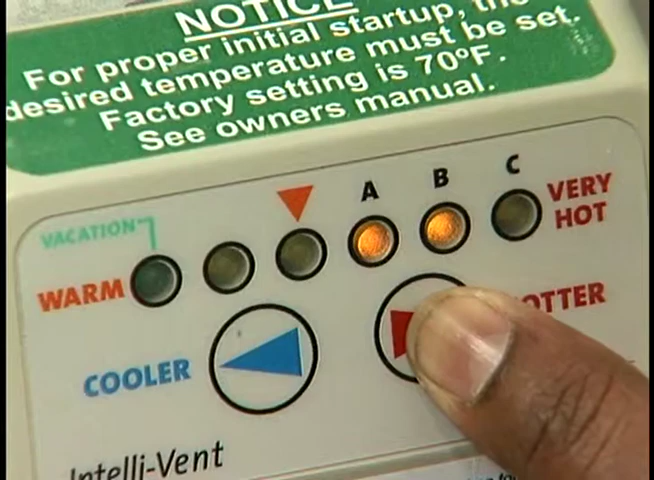 NOTICE
For proper initial startup, the
desired temperature must be set.
Factory setting is 70ºF.
See owners manual.
A B C
VACATION
VERY
HOT
WARM
HOTTER
COOLER
Intelli-Vent